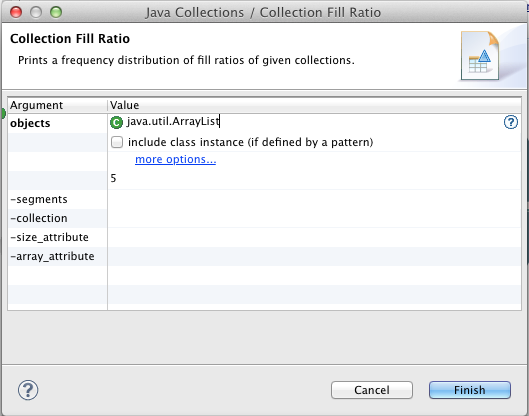 Java Collections / Collection Fill Ratio
Collection Fill Ratio
Prints a frequency distribution of fill ratios of given collections.
Argument Value
objects C java.util.ArrayList ?
include class instance (if defined by a pattern)
more options...
5
-segments
-collection
-size_attribute
-array_attribute
? Cancel Finish